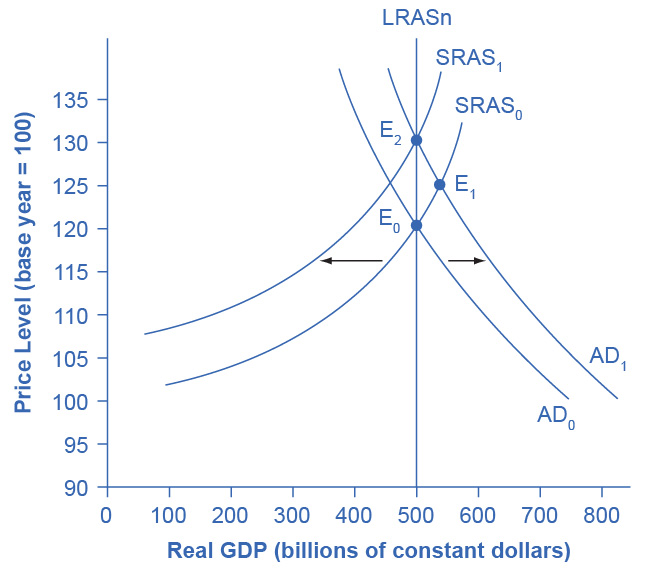 LRASn
SRAS₁
SRAS₀
E₂
E₁
E₀
AD₁
AD₀
Price Level (base year = 100)
135
130
125
120
115
110
105
100
95
90
0 100 200 300 400 500 600 700 800
Real GDP (billions of constant dollars)